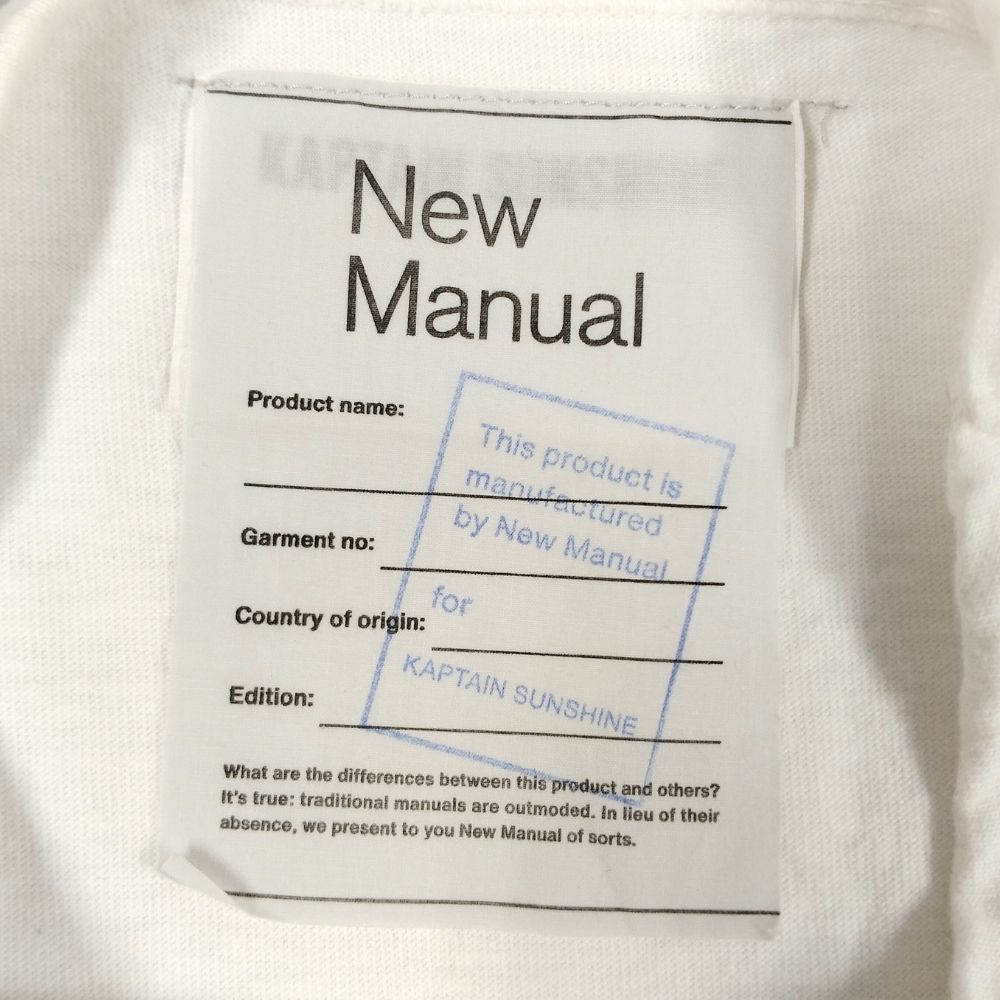 KAPTAIN SUNSHINE
New
Manual
Product name:
This product is
manufactured
by New Manual
Garment no:
for
Country of origin:
KAPTAIN SUNSHINE
Edition:
What are the differences between this product and others?
It's true: traditional manuals are outmoded. In lieu of their
absence, we present to you New Manual of sorts.